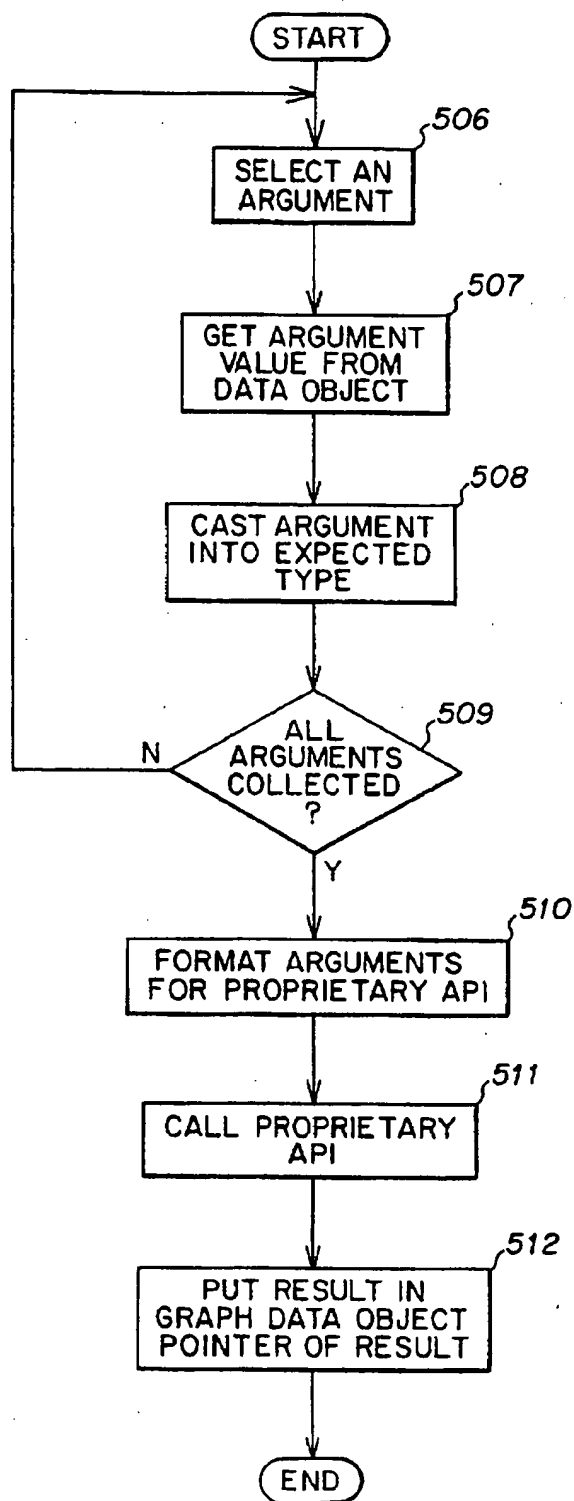 START
506
SELECT AN
ARGUMENT
507
GET ARGUMENT
VALUE FROM
DATA OBJECT
508
CAST ARGUMENT
INTO EXPECTED
TYPE
509
ALL
ARGUMENTS
COLLECTED
?
N
Y
510
FORMAT ARGUMENTS
FOR PROPRIETARY API
511
CALL PROPRIETARY
API
512
PUT RESULT IN
GRAPH DATA OBJECT
POINTER OF RESULT
END